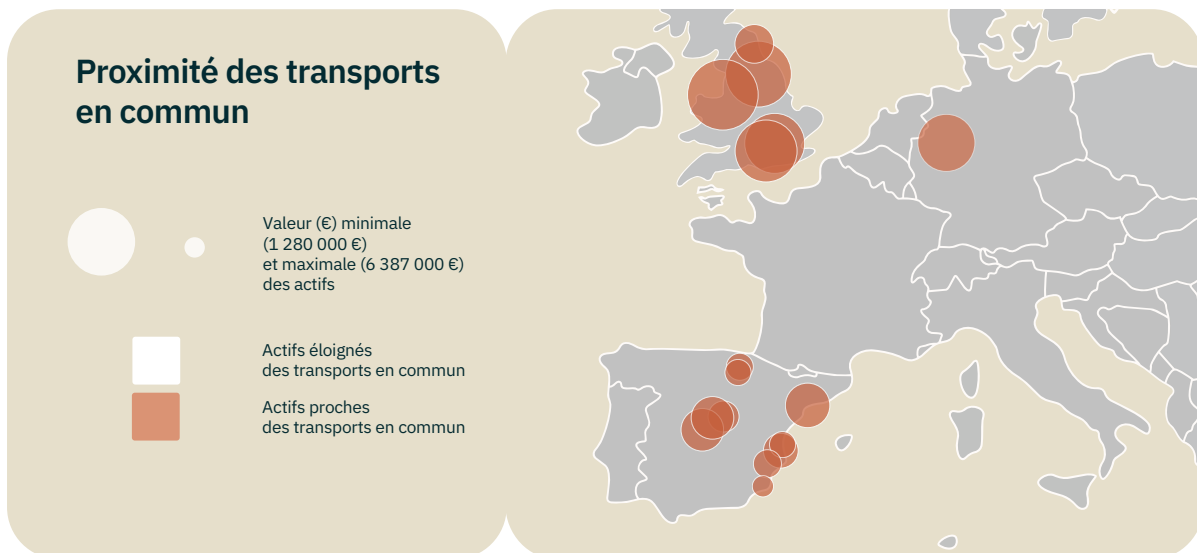 Proximité des transports
en commun
Valeur (€) minimale
(1 280 000 €)
et maximale (6 387 000 €)
des actifs
Actifs éloignés
des transports en commun
Actifs proches
des transports en commun